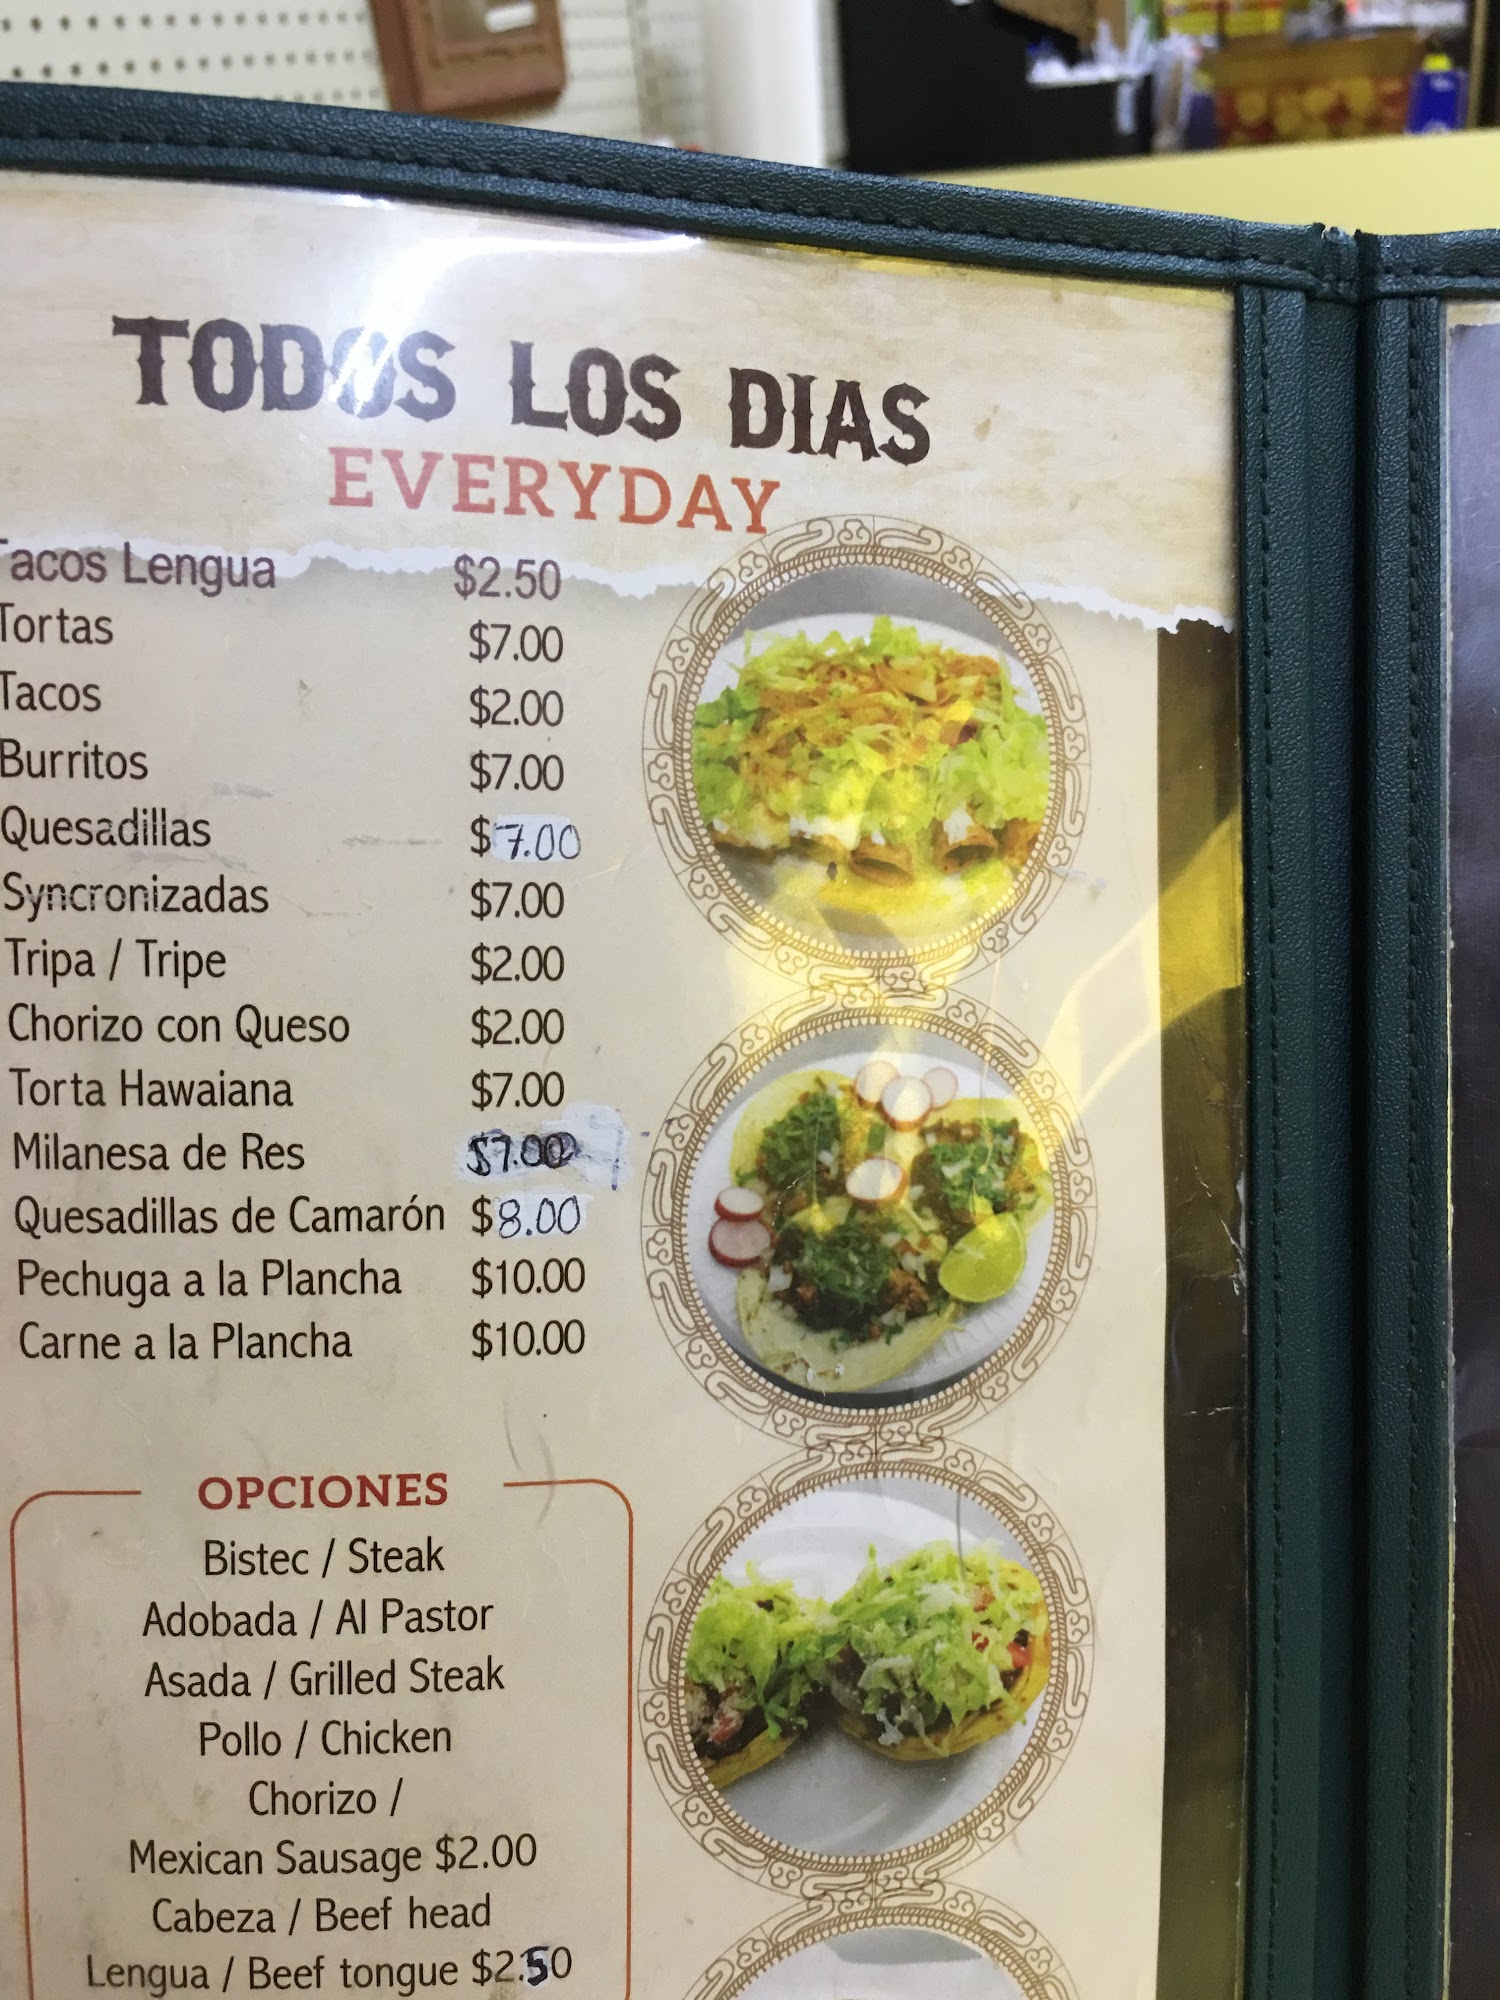 TODOS LOS DIAS
EVERYDAY
Tacos Lengua $2.50
Tortas $7.00
Tacos $2.00
Burritos $7.00
Quesadillas $7.00
Syncronizadas $7.00
Tripa / Tripe $2.00
Chorizo con Queso $2.00
Torta Hawaiana $7.00
Milanesa de Res $7.00
Quesadillas de Camarón $8.00
Pechuga a la Plancha $10.00
Carne a la Plancha $10.00
OPCIONES
Bistec / Steak
Adobada / Al Pastor
Asada / Grilled Steak
Pollo / Chicken
Chorizo /
Mexican Sausage $2.00
Cabeza / Beef head
Lengua / Beef tongue $2.50